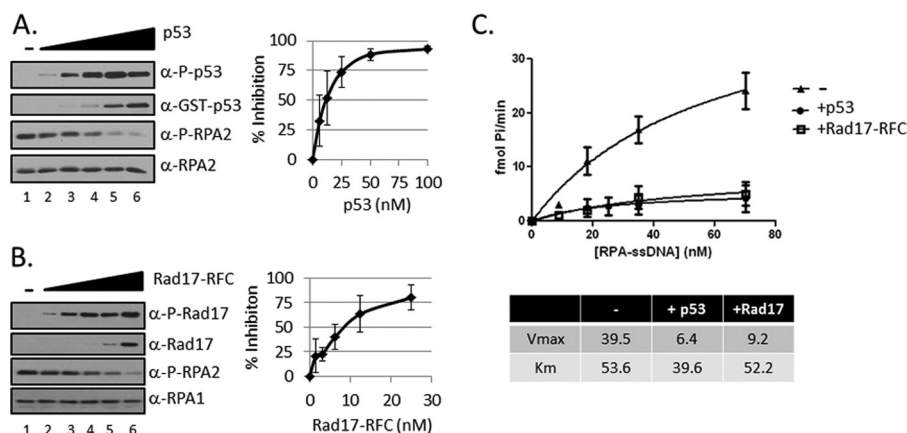 A.
p53
–
α-P-p53
α-GST-p53
α-P-RPA2
α-RPA2
1 2 3 4 5 6
% Inhibition
100
75
50
25
0
0 25 50 75 100
p53 (nM)
B.
Rad17-RFC
–
α-P-Rad17
α-Rad17
α-P-RPA2
α-RPA1
1 2 3 4 5 6
% Inhibiton
100
75
50
25
0
0 10 20 30
Rad17-RFC (nM)
C.
fmol Pi/min
30
20
10
0
0 20 40 60 80
[RPA-ssDNA] (nM)
–
+p53
+Rad17-RFC
- + p53 +Rad17
Vmax 39.5 6.4 9.2
Km 53.6 39.6 52.2